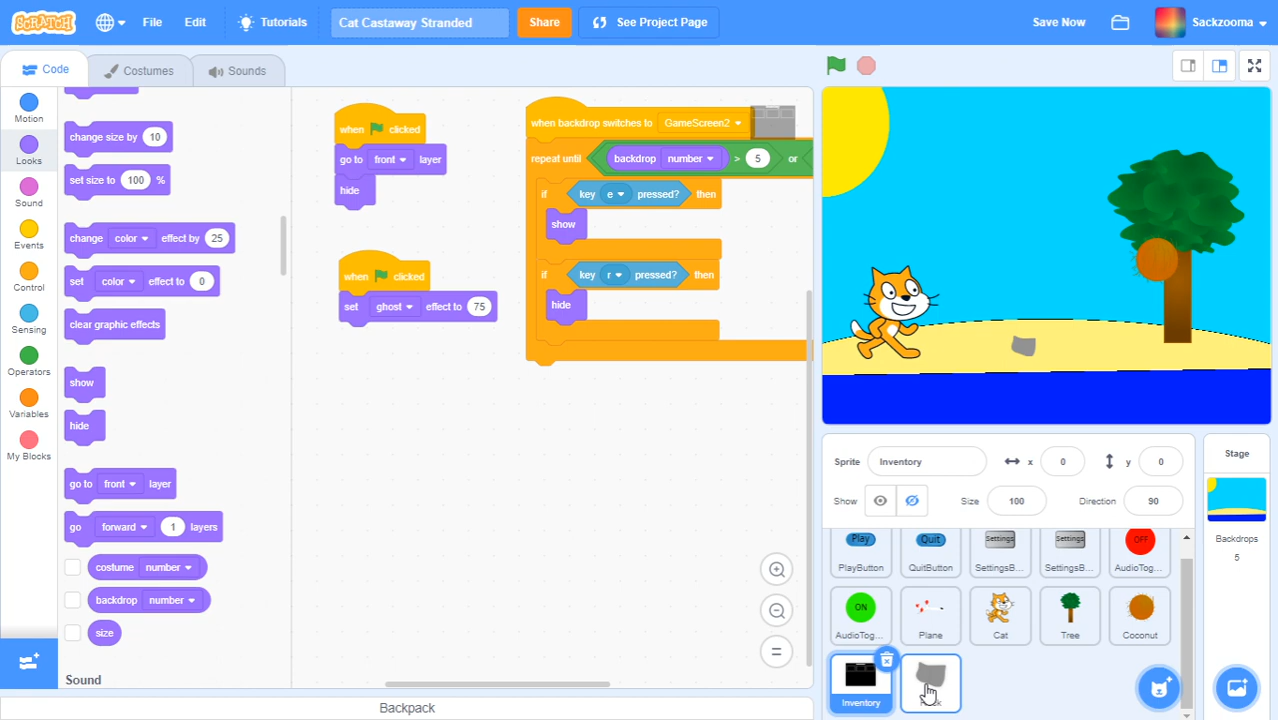 SCRATCH File Edit Tutorials Cat Castaway Stranded Share See Project Page Save Now Sackzooma
Code Costumes Sounds
Motion
Looks
Sound
Events
Control
Sensing
Operators
Variables
My Blocks
change size by 10
set size to 100 %
change color effect by 25
set color effect to 0
clear graphic effects
show
hide
go to front layer
go forward 1 layers
costume number
backdrop number
size
Sound
when clicked
go to front layer
hide
when clicked
set ghost effect to 75
when backdrop switches to GameScreen2
repeat until backdrop number > 5 or
if key e pressed? then
show
if key r pressed? then
hide
Backpack
Sprite Inventory x 0 y 0
Show Size 100 Direction 90
Play Quit Settings Settings OFF
PlayButton QuitButton SettingsB... SettingsB... AudioTog...
ON
AudioTog... Plane Cat Tree Coconut
Inventory
Stage
Backdrops
5